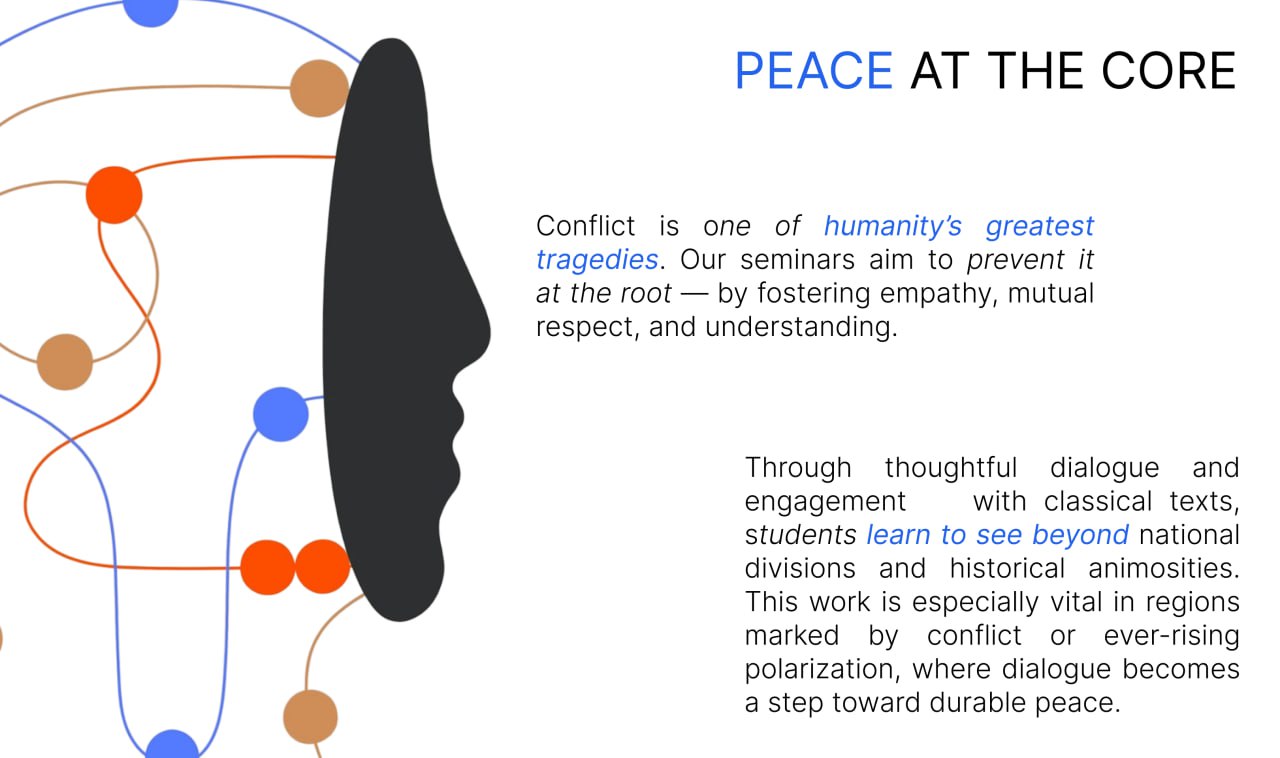 PEACE AT THE CORE
Conflict is one of humanity’s greatest
tragedies. Our seminars aim to prevent it
at the root — by fostering empathy, mutual
respect, and understanding.
Through thoughtful dialogue and
engagement with classical texts,
students learn to see beyond national
divisions and historical animosities.
This work is especially vital in regions
marked by conflict or ever-rising
polarization, where dialogue becomes
a step toward durable peace.